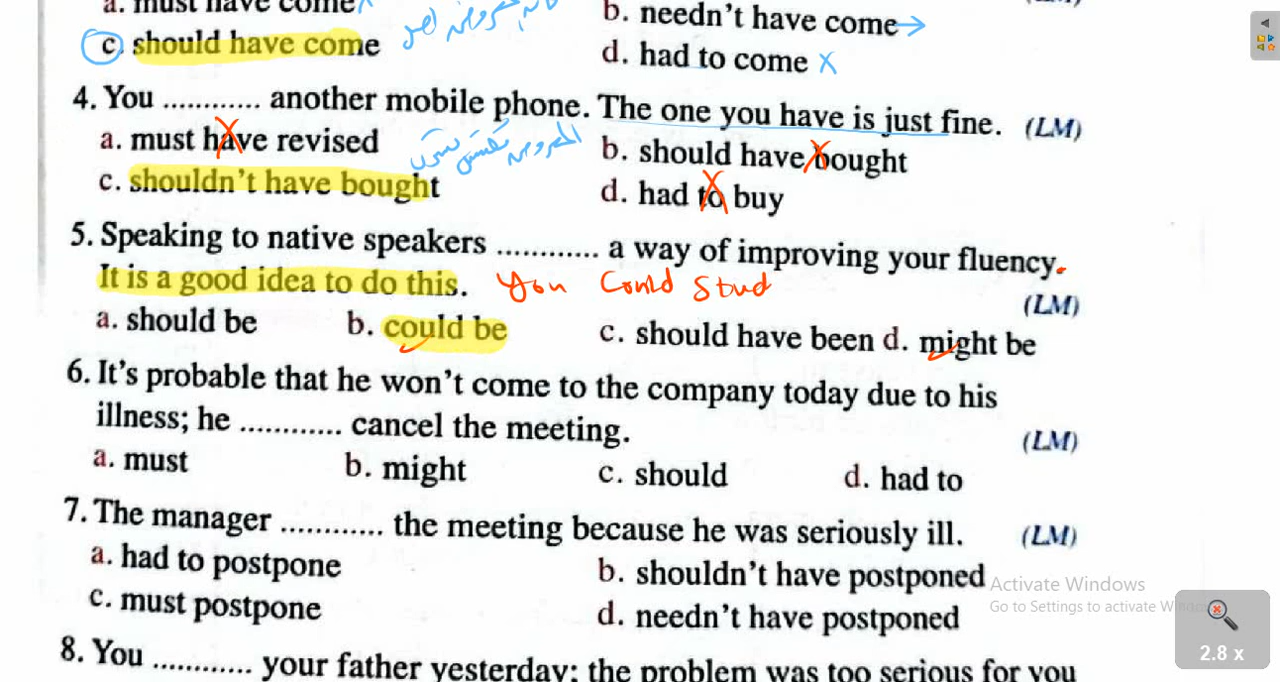 a. must have come
b. needn't have come
c. should have come
d. had to come x
4. You ............ another mobile phone. The one you have is just fine. (LM)
a. must have revised
b. should have bought
c. shouldn't have bought
d. had to buy
5. Speaking to native speakers ............ a way of improving your fluency.
It is a good idea to do this. You Could Stud
(LM)
a. should be b. could be c. should have been d. might be
6. It's probable that he won't come to the company today due to his
illness; he ............ cancel the meeting. (LM)
a. must b. might c. should d. had to
7. The manager ............ the meeting because he was seriously ill. (LM)
a. had to postpone
b. shouldn't have postponed
c. must postpone
d. needn't have postponed
Activate Windows
Go to Settings to activate
8. You ............ your father yesterday; the problem was too serious for you
2.8 x